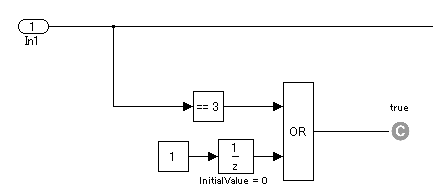 1
In1
== 3
true
OR
C
1
1
z
InitialValue = 0